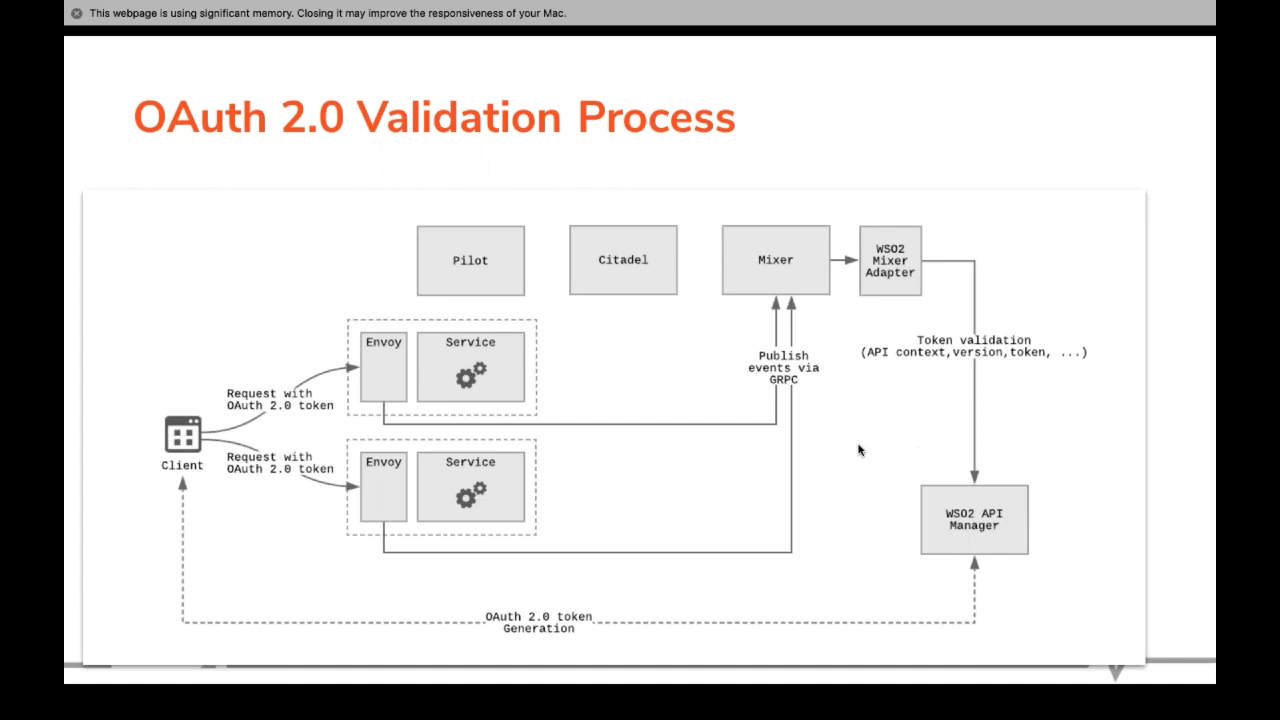 This webpage is using significant memory. Closing it may improve the responsiveness of your Mac.
OAuth 2.0 Validation Process
Pilot
Citadel
Mixer
WSO2
Mixer
Adapter
Envoy
Service
Publish
events via
GRPC
Token validation
(API context,version,token, ...)
Request with
OAuth 2.0 token
Client
Request with
OAuth 2.0 token
Envoy
Service
WSO2 API
Manager
OAuth 2.0 token
Generation